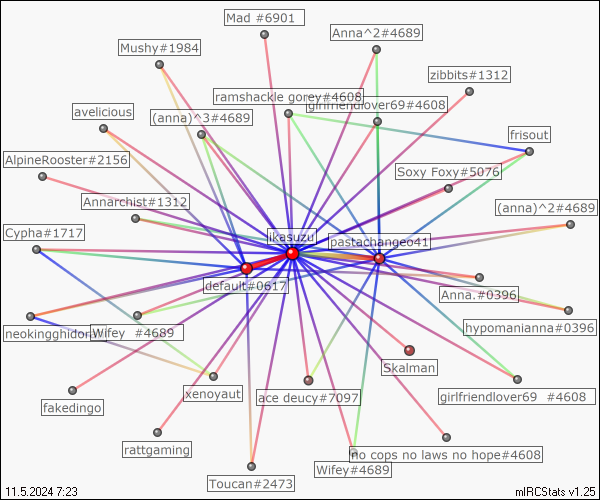 Mad #6901
Anna^2#4689
Mushy#1984
zibbits#1312
ramshackle gorey#4608
girlfriendlover69#4608
avelicious
(anna)^3#4689
frisout
AlpineRooster#2156
Soxy Foxy#5076
Annarchist#1312
(anna)^2#4689
Cypha#1717
ikasuzu
pastachangeo41
default#0617
Anna.#0396
neokingghidora
Wifey #4689
hypomanianna#0396
Skalman
xenoyaut
ace deucy#7097
girlfriendlover69 #4608
fakedingo
rattgaming
no cops no laws no hope#4608
Wifey#4689
Toucan#2473
11.5.2024 7:23
mIRCStats v1.25